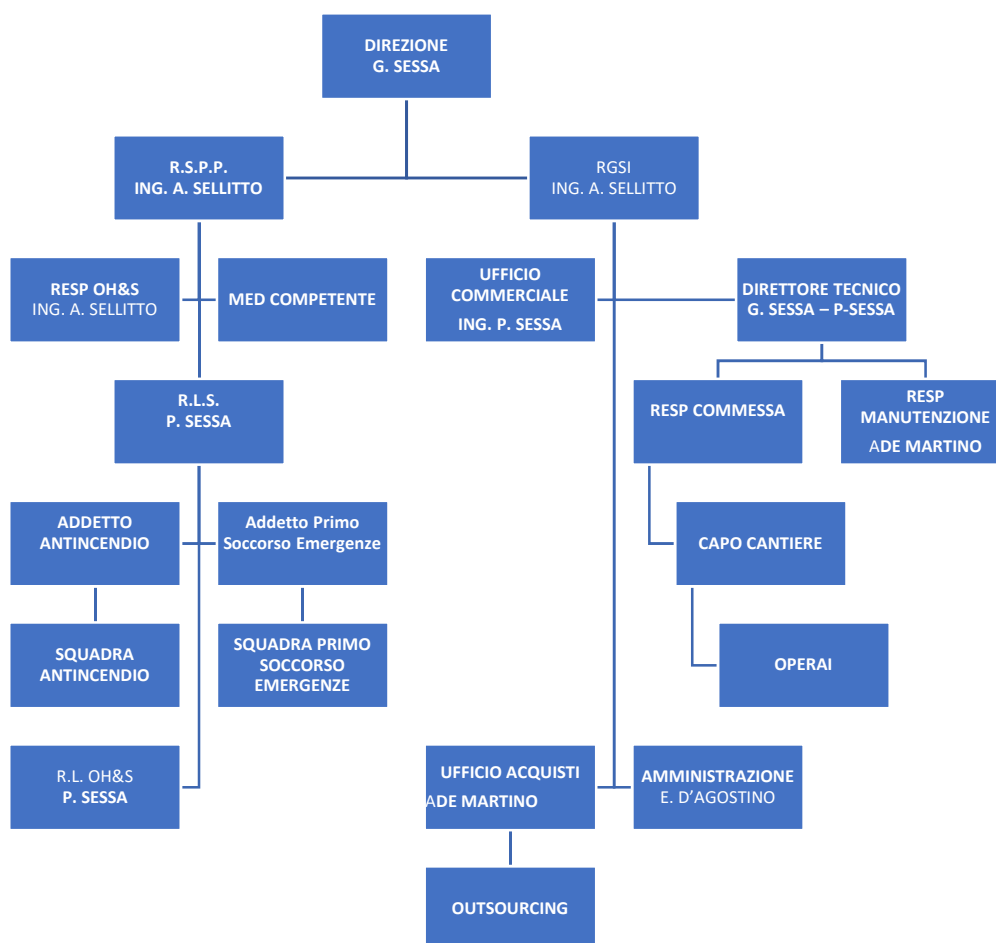 DIREZIONE
G. SESSA
R.S.P.P.
ING. A. SELLITTO
RGSI
ING. A. SELLITTO
RESP OH&S
ING. A. SELLITTO
MED COMPETENTE
UFFICIO
COMMERCIALE
ING. P. SESSA
DIRETTORE TECNICO
G. SESSA – P-SESSA
R.L.S.
P. SESSA
RESP COMMESSA
RESP
MANUTENZIONE
ADE MARTINO
ADDETTO
ANTINCENDIO
Addetto Primo
Soccorso Emergenze
CAPO CANTIERE
SQUADRA
ANTINCENDIO
SQUADRA PRIMO
SOCCORSO
EMERGENZE
OPERAI
R.L. OH&S
P. SESSA
UFFICIO ACQUISTI
ADE MARTINO
AMMINISTRAZIONE
E. D’AGOSTINO
OUTSOURCING